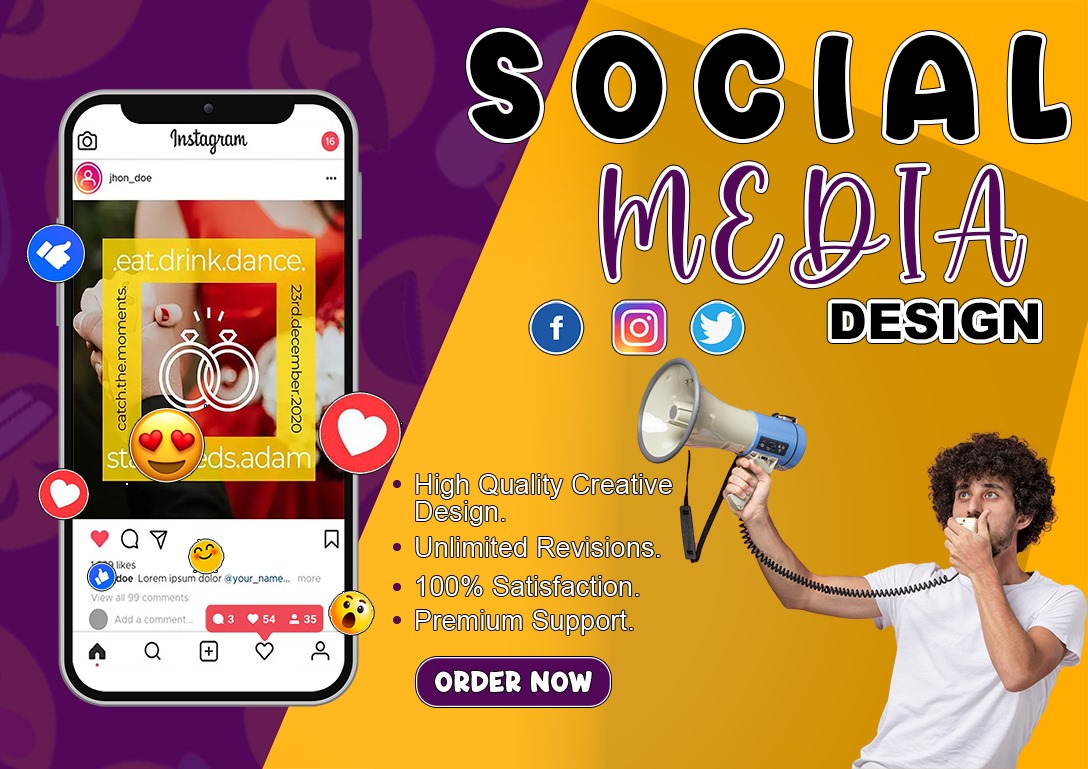 SOCIAL
MEDIA
DESIGN
Instagram
16
jhon_doe
.eat.drink.dance.
catch.the.moments.
23rd.december.2020
eds.adam
likes
doe Lorem ipsum dolor @your_name... more
View all 99 comments
Add a comment...
3 54 35
• High Quality Creative
Design.
• Unlimited Revisions.
• 100% Satisfaction.
• Premium Support.
ORDER NOW